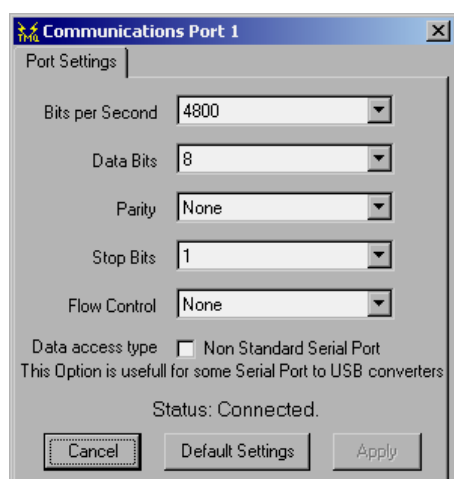 TMQ Communications Port 1
Port Settings
Bits per Second 4800
Data Bits 8
Parity None
Stop Bits 1
Flow Control None
Data access type Non Standard Serial Port
This Option is usefull for some Serial Port to USB converters
Status: Connected.
Cancel Default Settings Apply